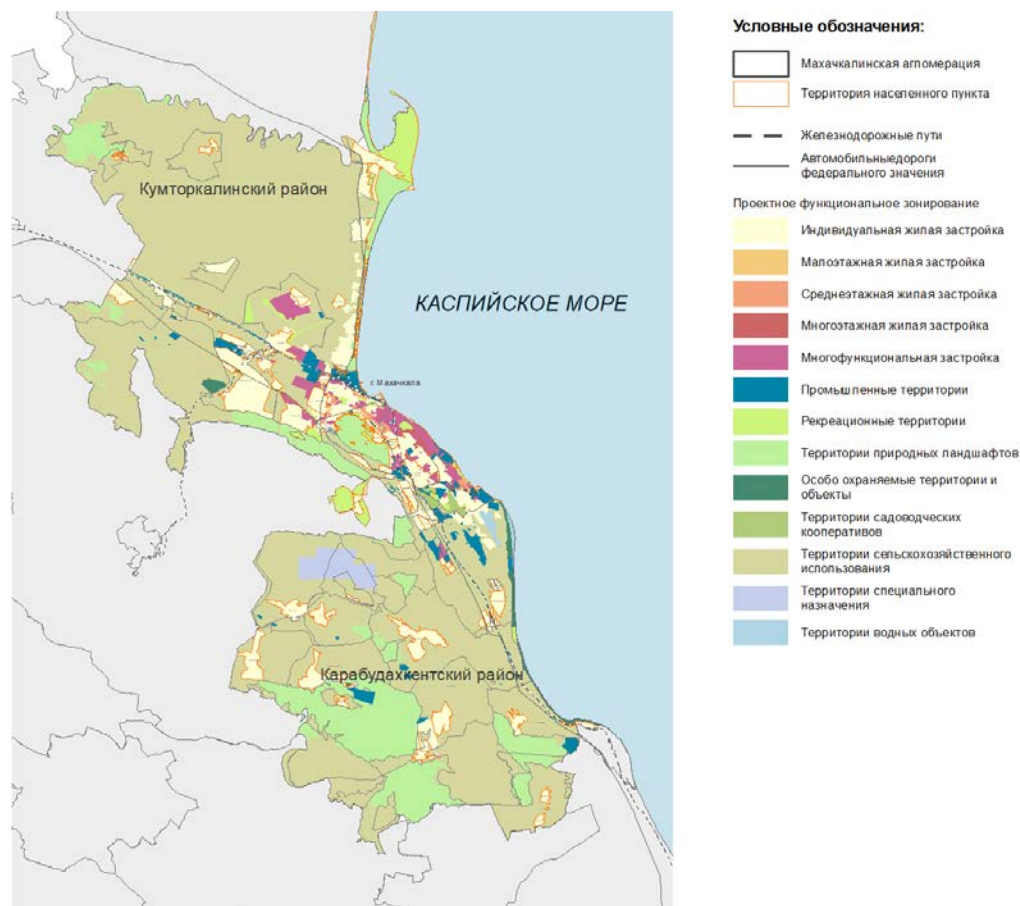 Кумторкалинский район
КАСПИЙСКОЕ МОРЕ
г. Махачкала
Карабудахкентский район
Условные обозначения:
Махачкалинская агломерация
Территория населенного пункта
Железнодорожные пути
Автомобильныедороги
федерального значения
Проектное функциональное зонирование
Индивидуальная жилая застройка
Малоэтажная жилая застройка
Среднеэтажная жилая застройка
Многоэтажная жилая застройка
Многофункциональная застройка
Промышленные территории
Рекреационные территории
Территории природных ландшафтов
Особо охраняемые территории и
объекты
Территории садоводческих
кооперативов
Территории сельскохозяйственного
использования
Территории специального
назначения
Территории водных объектов